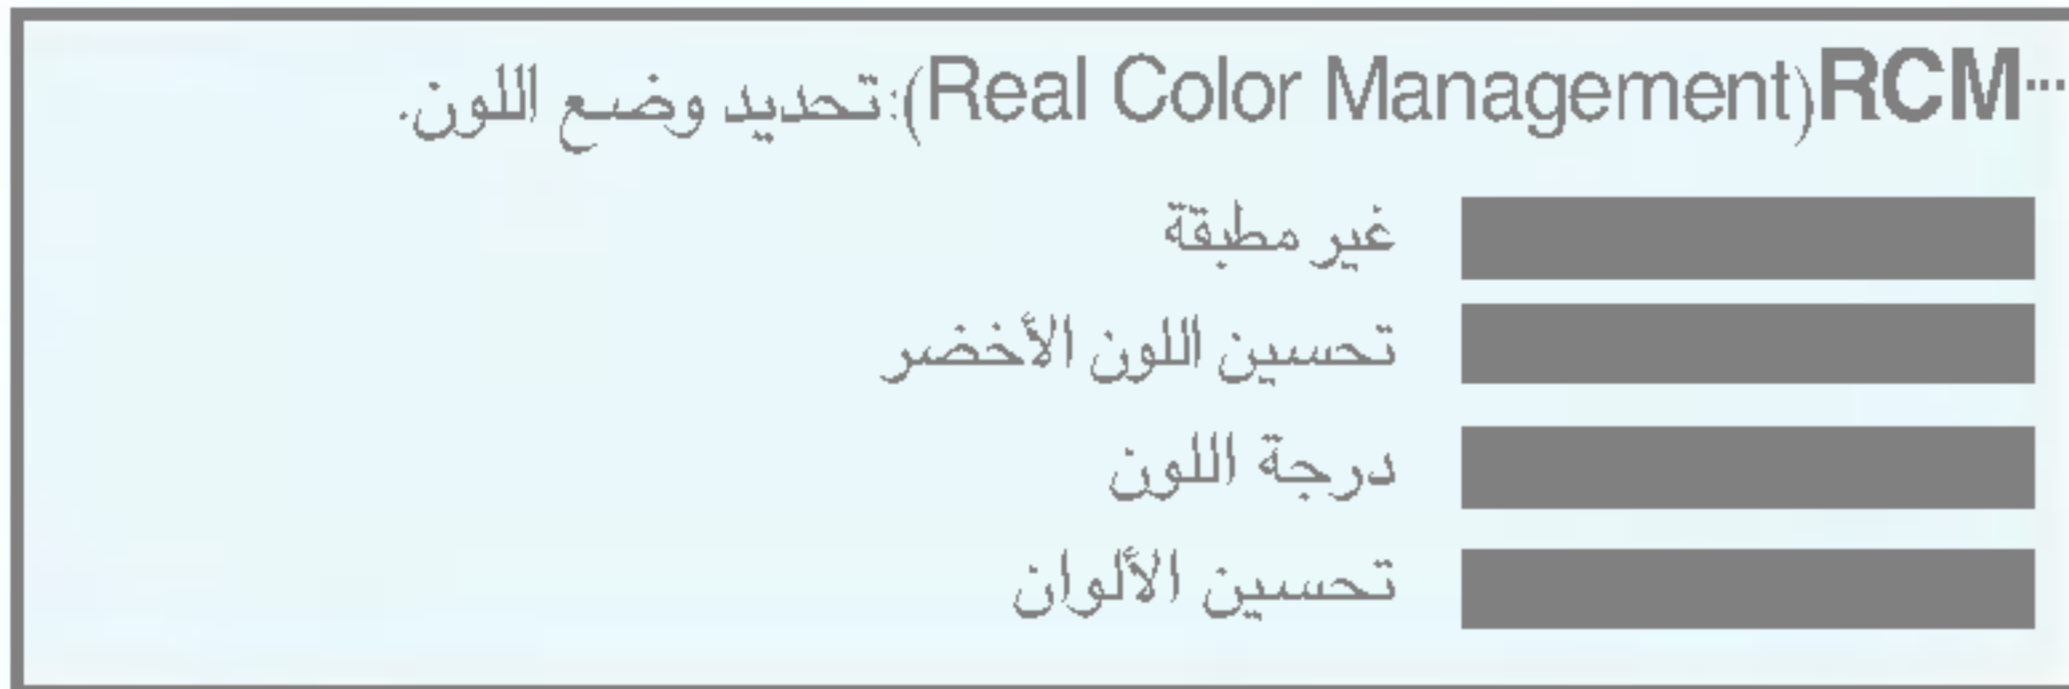 ···RCM(Real Color Management):تحديد وضع اللون.
غير مطبقة
تحسين اللون الأخضر
درجة اللون
تحسين الألوان